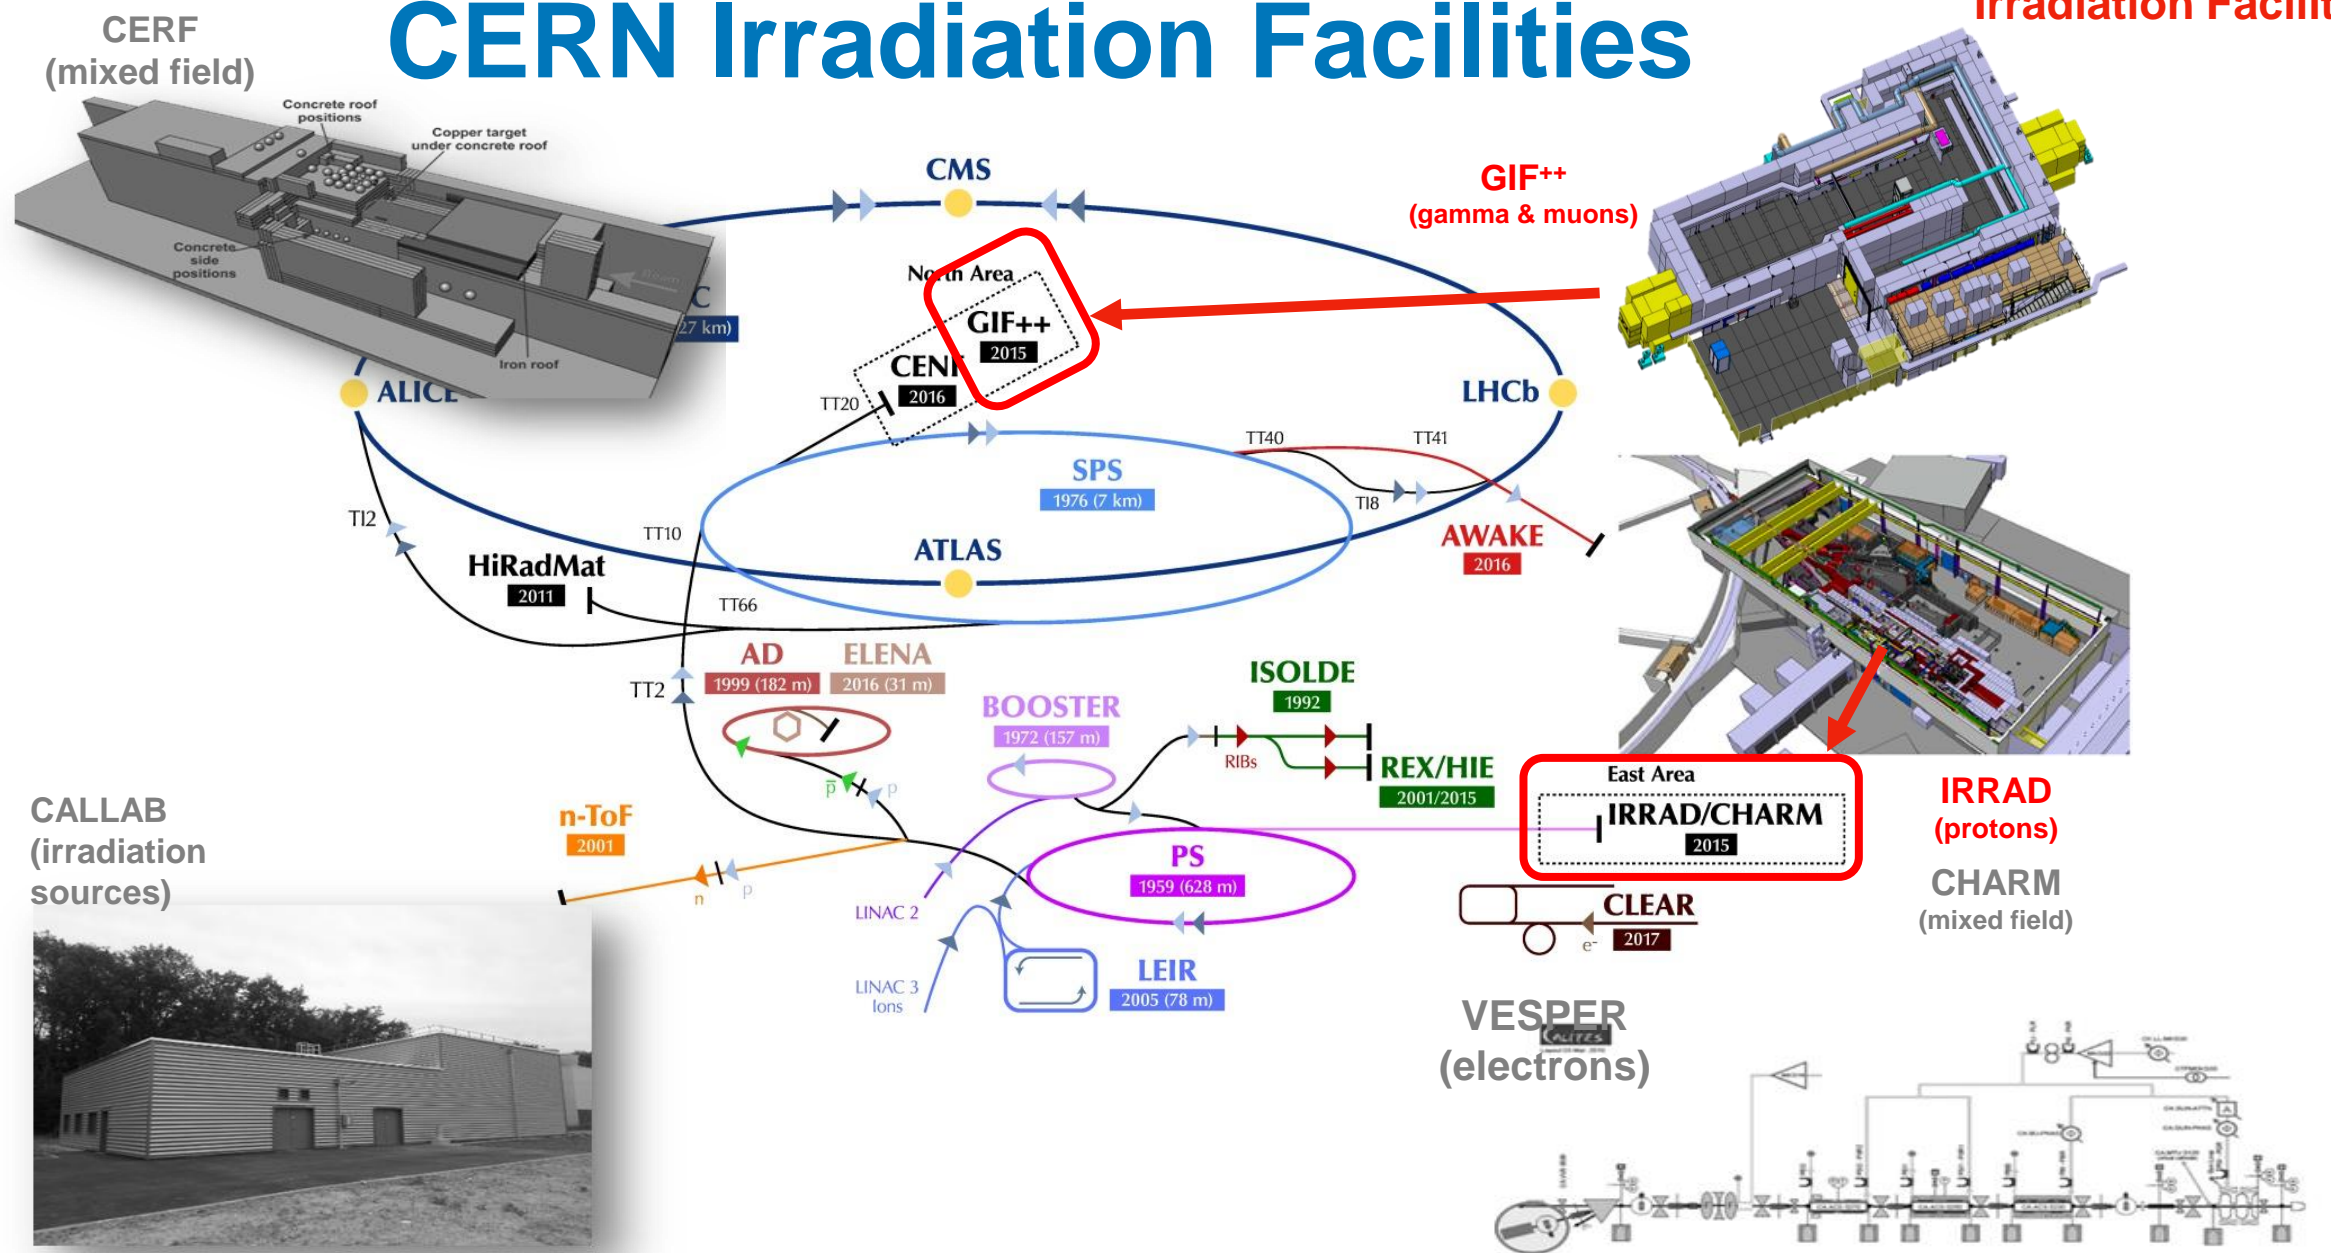 CERN Irradiation Facilities
CERF
(mixed field)
Concrete roof
positions
Copper target
under concrete roof
Concrete
side
positions
Beam
Iron roof
CMS
GIF++
(gamma & muons)
North Area
GIF++
2015
CENF
2016
TT20
C
27 km)
ALICE
LHCb
TT40
TT41
SPS
1976 (7 km)
TI8
TI2
TT10
ATLAS
AWAKE
2016
HiRadMat
2011
TT66
AD
1999 (182 m)
ELENA
2016 (31 m)
TT2
BOOSTER
1972 (157 m)
ISOLDE
1992
RIBs
REX/HIE
2001/2015
East Area
IRRAD/CHARM
2015
IRRAD
(protons)
CHARM
(mixed field)
p̅
p
CALLAB
(irradiation
sources)
n-ToF
2001
n
p
PS
1959 (628 m)
LINAC 2
CLEAR
2017
e-
LINAC 3
Ions
LEIR
2005 (78 m)
VESPER
CALIFES
(electrons)